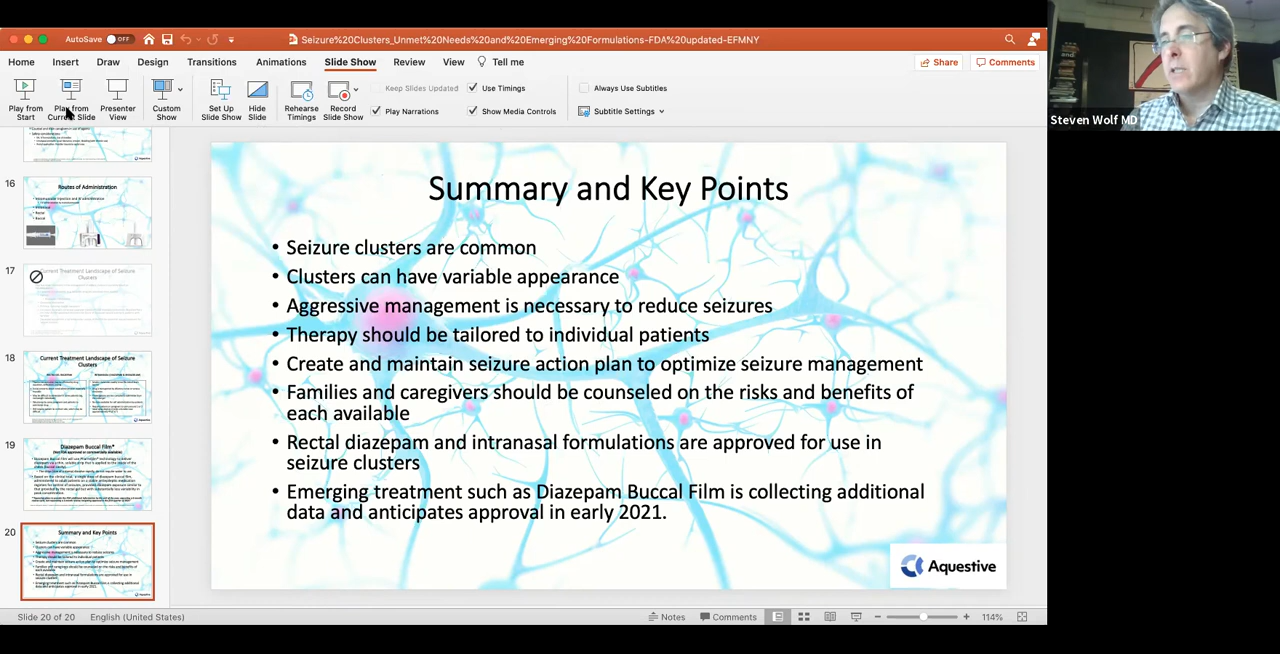 AutoSave OFF
Seizure%20Clusters_Unmet%20Needs%20and%20Emerging%20Formulations-FDA%20updated-EFMNY
Home Insert Draw Design Transitions Animations Slide Show Review View Tell me
Share Comments
Play from Start
Play from Current Slide
Presenter View
Custom Show
Set Up Slide Show
Hide Slide
Rehearse Timings
Record Slide Show
Keep Slides Updated
Play Narrations
Use Timings
Show Media Controls
Always Use Subtitles
Subtitle Settings
Steven Wolf MD
16
Routes of Administration
17
Current Treatment Landscape of Seizure
Clusters
18
Current Treatment Landscape of Seizure
Clusters
19
Diazepam Buccal Film*
20
Summary and Key Points
Summary and Key Points
• Seizure clusters are common
• Clusters can have variable appearance
• Aggressive management is necessary to reduce seizures
• Therapy should be tailored to individual patients
• Create and maintain seizure action plan to optimize seizure management
• Families and caregivers should be counseled on the risks and benefits of
each available
• Rectal diazepam and intranasal formulations are approved for use in
seizure clusters
• Emerging treatment such as Diazepam Buccal Film is collecting additional
data and anticipates approval in early 2021.
Aquestive
Slide 20 of 20 English (United States)
Notes Comments 114%